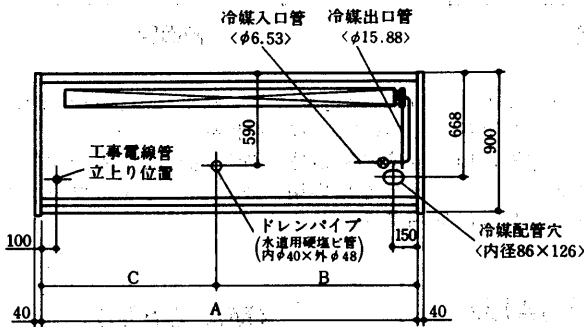 冷媒入口管
<φ6.53>
冷媒出口管
<φ15.88>
590
668
900
工事電線管
立上り位置
100
ドレンパイプ
(水道用硬塩ビ管
内φ40×外φ48)
150
冷媒配管穴
<内径86×126>
C
B
A
40
40